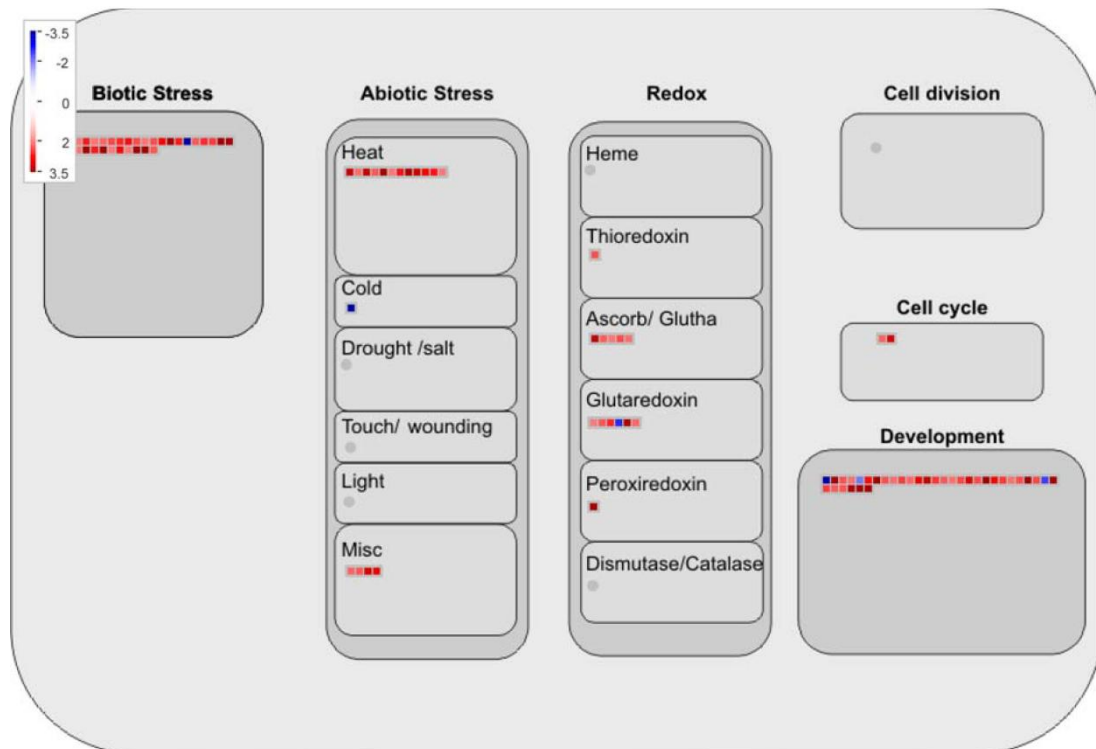 -3.5
-2
0
2
3.5
Biotic Stress
Abiotic Stress
Redox
Cell division
Heat
Heme
Thioredoxin
Cold
Ascorb/ Glutha
Cell cycle
Drought /salt
Glutaredoxin
Touch/ wounding
Development
Light
Peroxiredoxin
Misc
Dismutase/Catalase